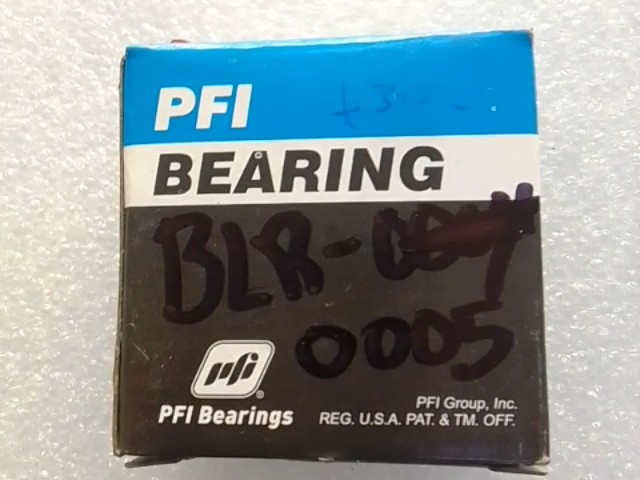 PFI
BEARING
BLR-
0005
pfi®
PFI Bearings
PFI Group, Inc.
REG. U.S.A. PAT. & TM. OFF.